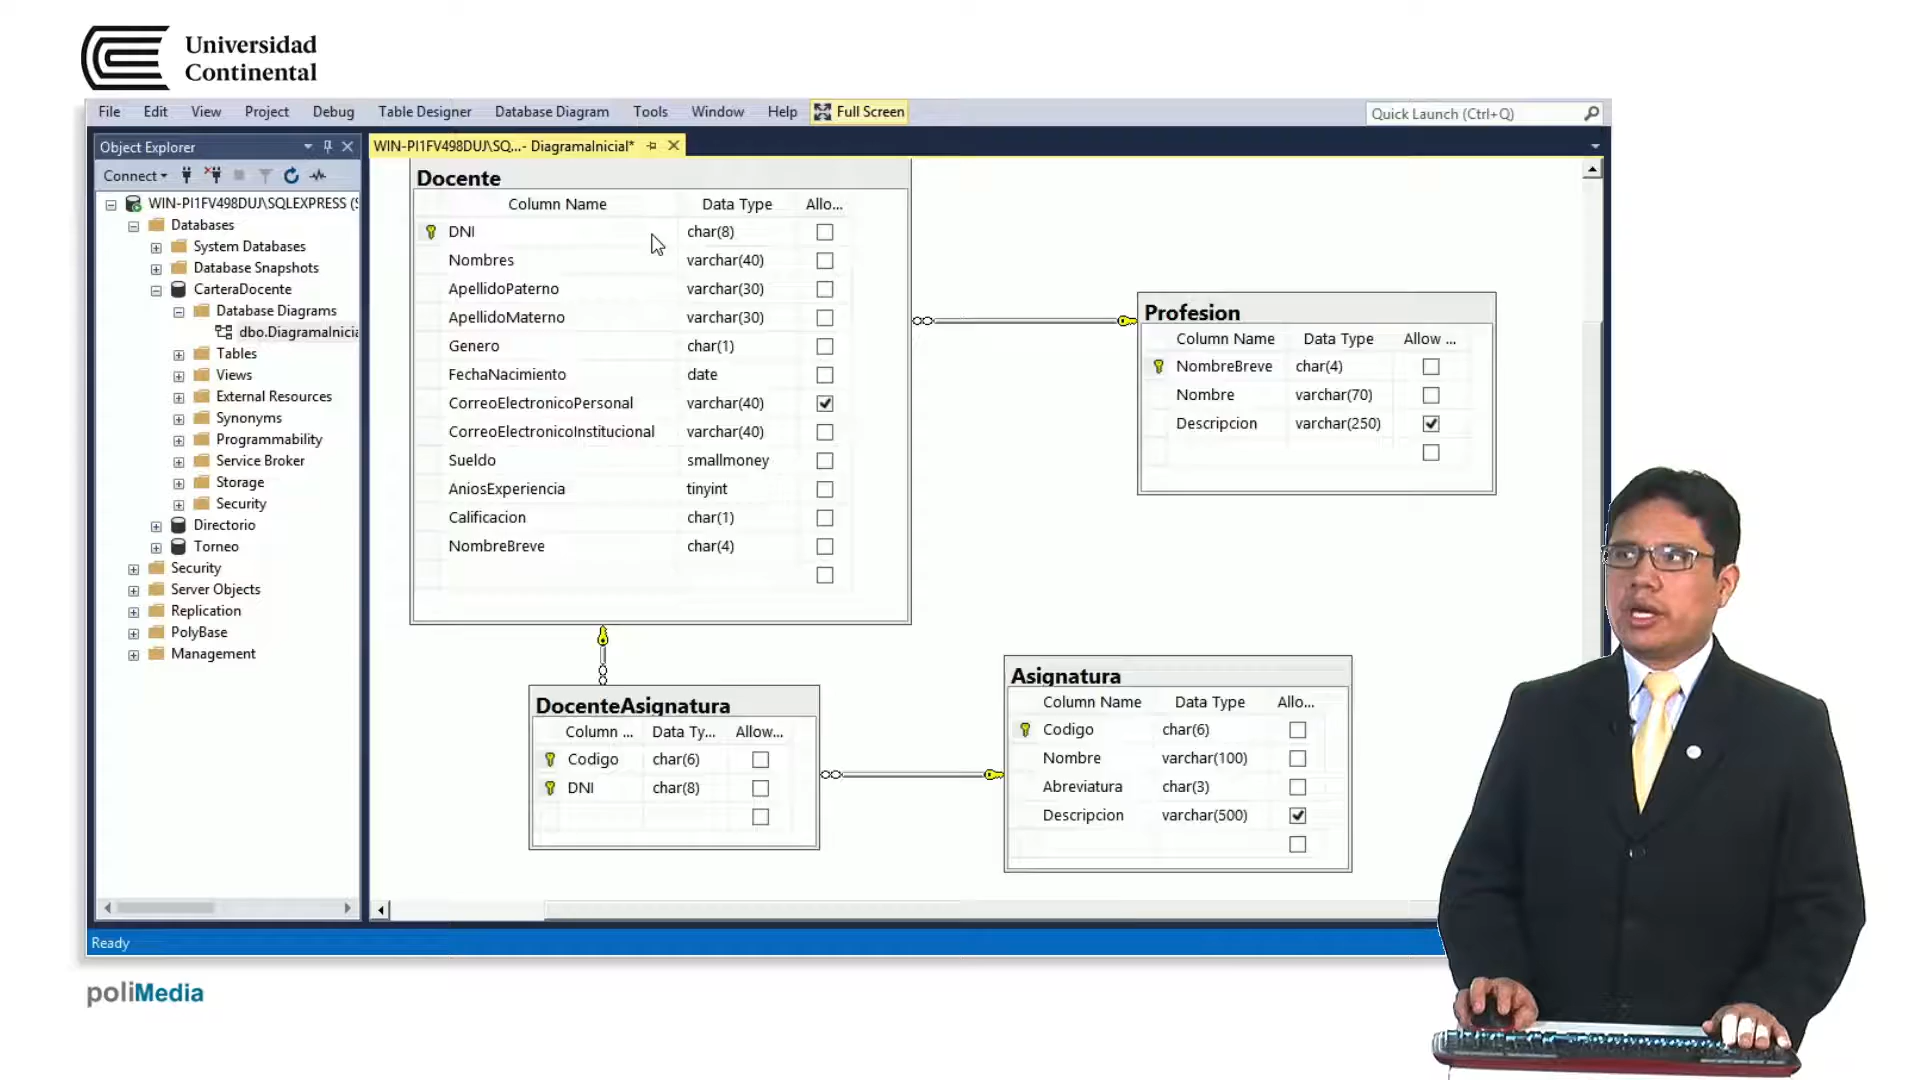 Universidad
Continental
File Edit View Project Debug Table Designer Database Diagram Tools Window Help Full Screen Quick Launch (Ctrl+Q)
Object Explorer
WIN-PI1FV498DUJ\SQ...- DiagramaInicial*
Connect
WIN-PI1FV498DUJ\SQLEXPRESS (S
Databases
System Databases
Database Snapshots
CarteraDocente
Database Diagrams
dbo.DiagramaInicia
Tables
Views
External Resources
Synonyms
Programmability
Service Broker
Storage
Security
Directorio
Torneo
Security
Server Objects
Replication
PolyBase
Management
Docente
Column Name Data Type Allo...
DNI char(8)
Nombres varchar(40)
ApellidoPaterno varchar(30)
ApellidoMaterno varchar(30)
Genero char(1)
FechaNacimiento date
CorreoElectronicoPersonal varchar(40)
CorreoElectronicoInstitucional varchar(40)
Sueldo smallmoney
AniosExperiencia tinyint
Calificacion char(1)
NombreBreve char(4)
Profesion
Column Name Data Type Allow ...
NombreBreve char(4)
Nombre varchar(70)
Descripcion varchar(250)
DocenteAsignatura
Column ... Data Ty... Allow...
Codigo char(6)
DNI char(8)
Asignatura
Column Name Data Type Allo...
Codigo char(6)
Nombre varchar(100)
Abreviatura char(3)
Descripcion varchar(500)
Ready
poliMedia